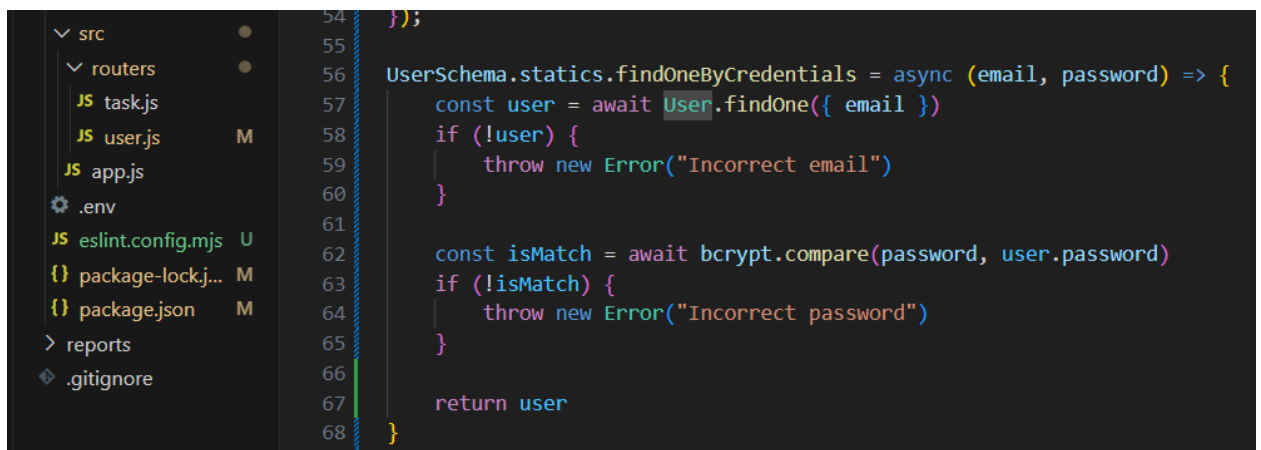 src
routers
JS task.js
JS user.js M
JS app.js
.env
JS eslint.config.mjs U
{} package-lock.j... M
{} package.json M
reports
.gitignore
54 });
55
56 UserSchema.statics.findOneByCredentials = async (email, password) => {
57 const user = await User.findOne({ email })
58 if (!user) {
59 throw new Error("Incorrect email")
60 }
61
62 const isMatch = await bcrypt.compare(password, user.password)
63 if (!isMatch) {
64 throw new Error("Incorrect password")
65 }
66
67 return user
68 }